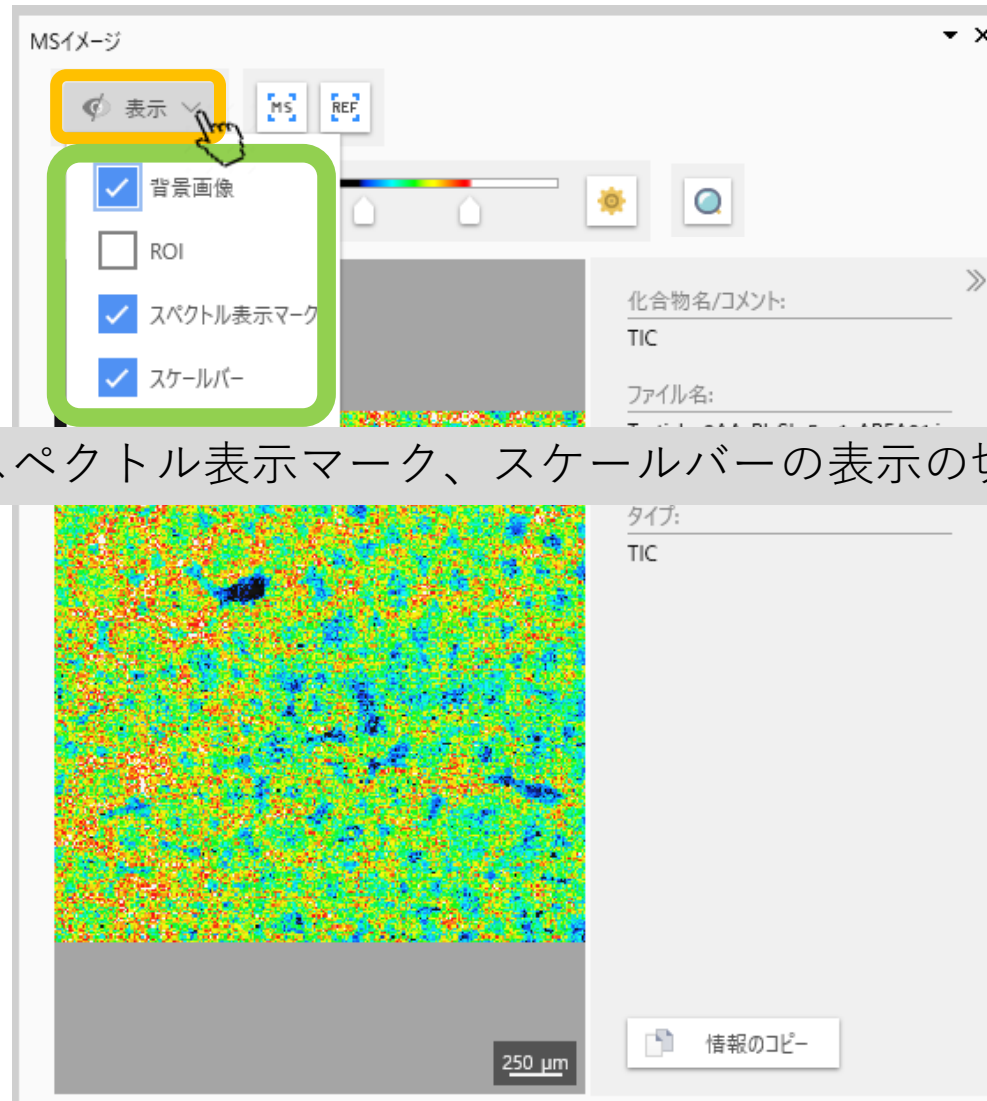 MSイメージ
表示
MS
REF
背景画像
ROI
スペクトル表示マーク
スケールバー
化合物名/コメント:
TIC
ファイル名:
ペクトル表示マーク、スケールバーの表示の
タイプ:
TIC
250 µm
情報のコピー